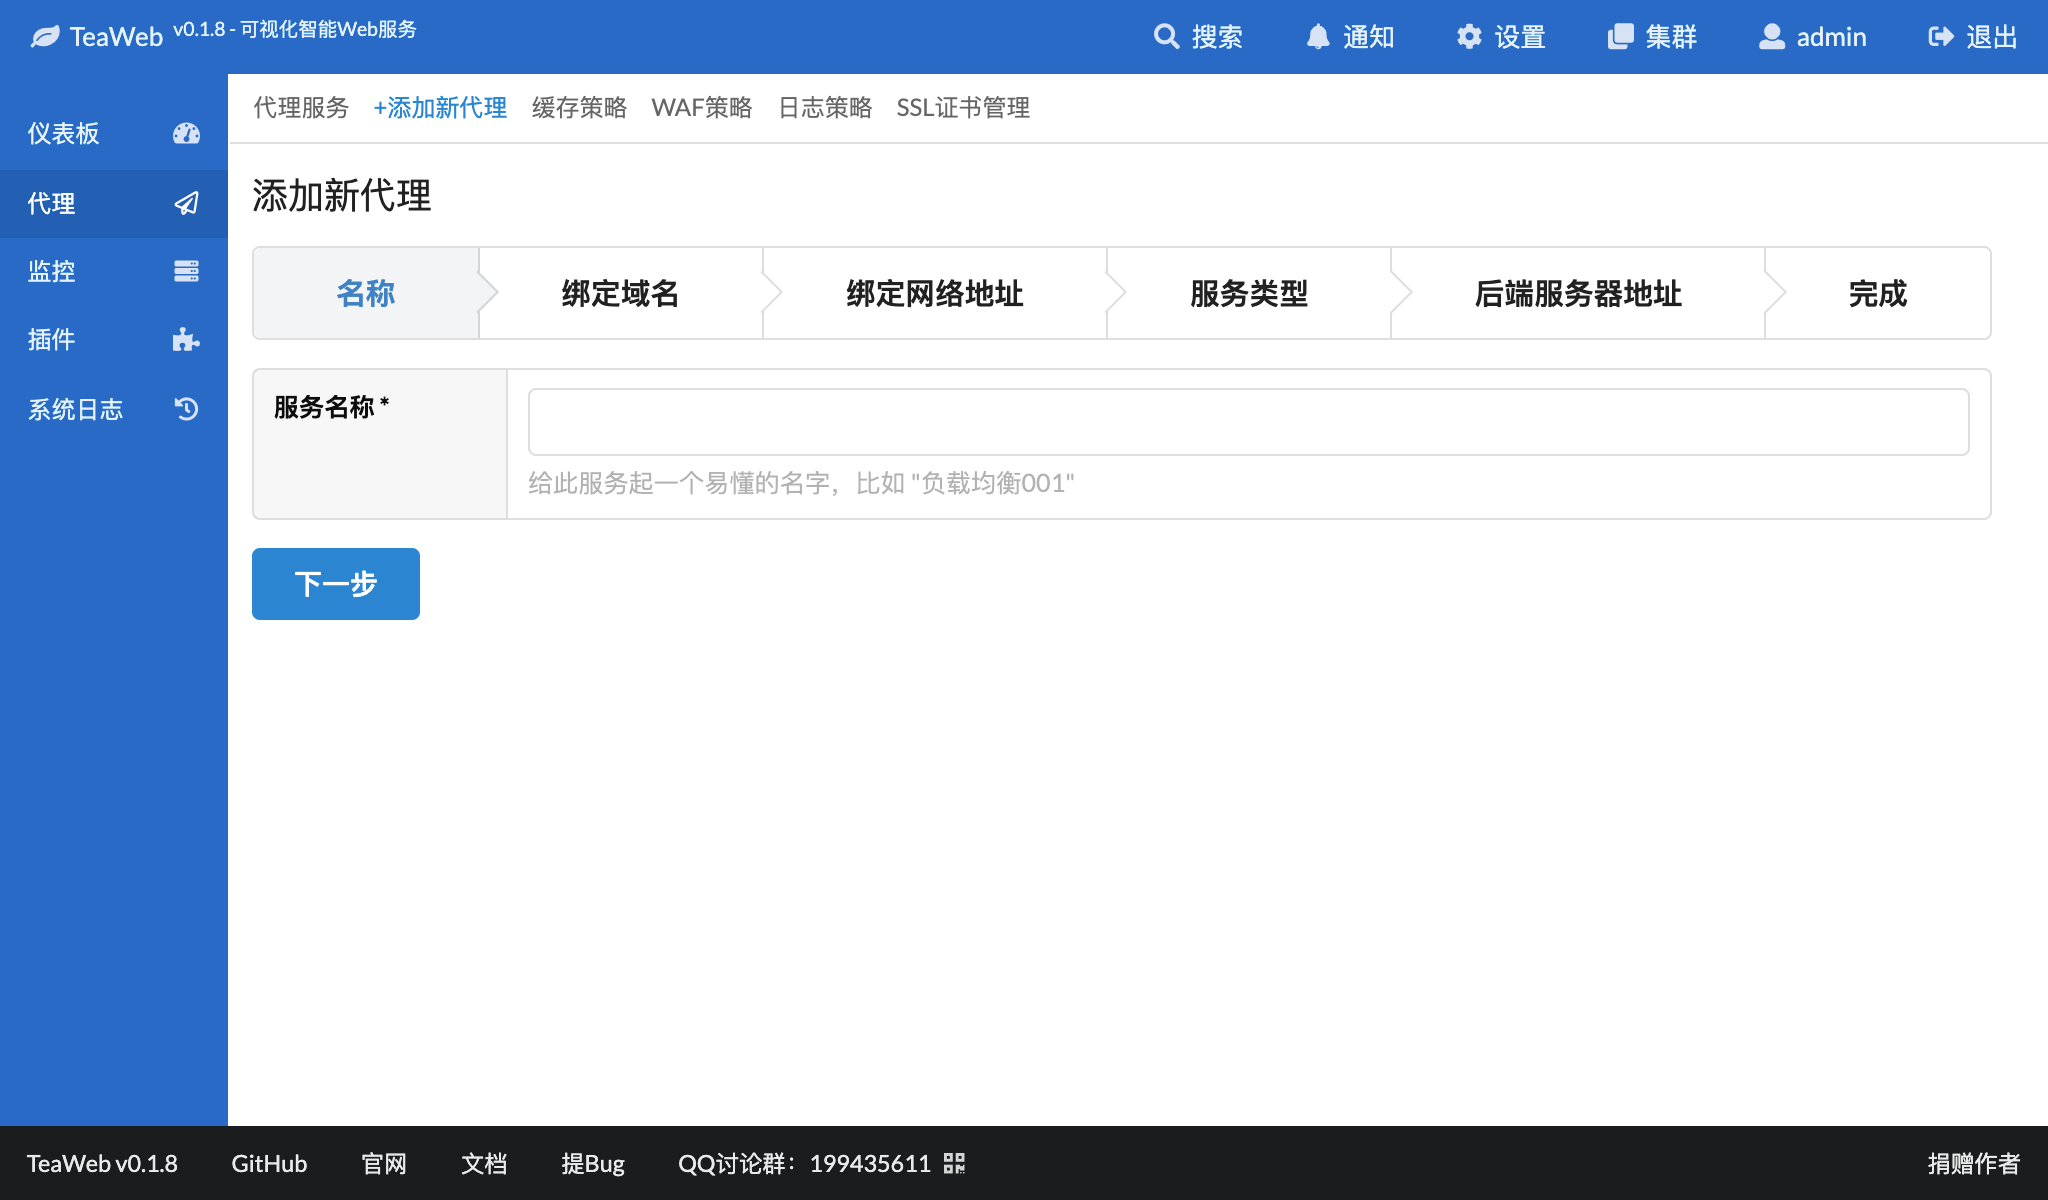 TeaWeb v0.1.8 - 可视化智能Web服务
搜索 通知 设置 集群 admin 退出
仪表板
代理
监控
插件
系统日志
代理服务 +添加新代理 缓存策略 WAF策略 日志策略 SSL证书管理
添加新代理
名称 绑定域名 绑定网络地址 服务类型 后端服务器地址 完成
服务名称 *
给此服务起一个易懂的名字，比如 "负载均衡001"
下一步
TeaWeb v0.1.8 GitHub 官网 文档 提Bug QQ讨论群：199435611 捐赠作者